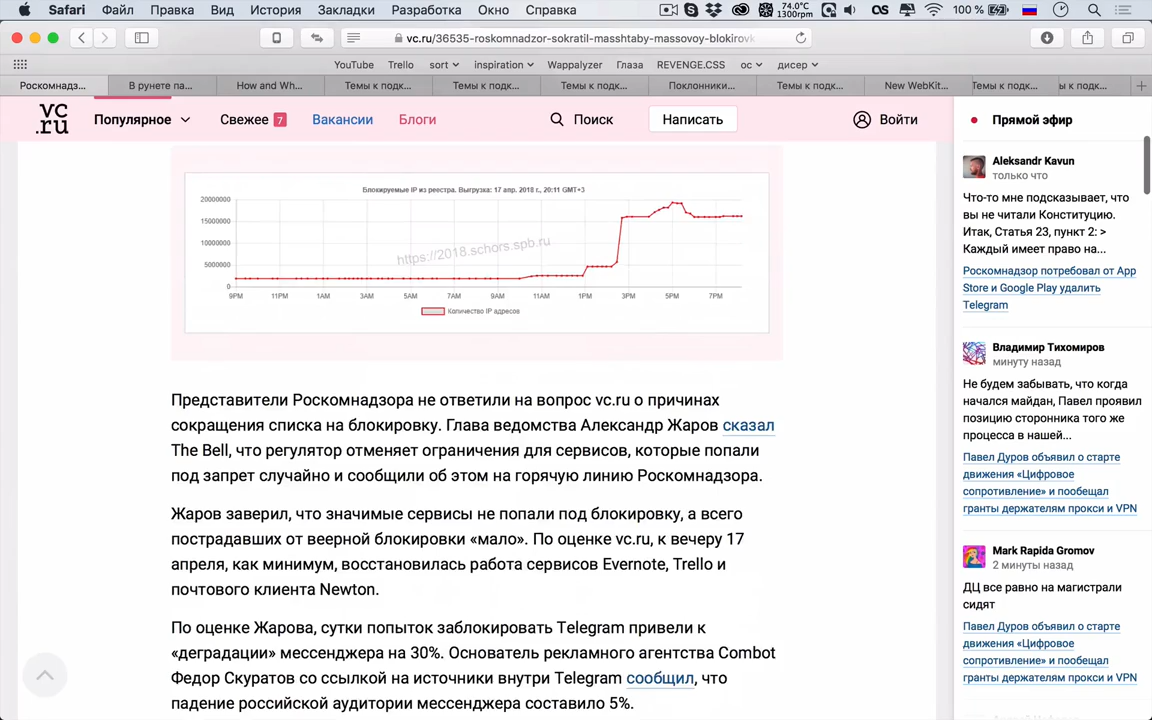 Safari Файл Правка Вид История Закладки Разработка Окно Справка 74.0°C 1300rpm 100 %
vc.ru/36535-roskomnadzor-sokratil-masshtaby-massovoy-blokirovk
YouTube Trello sort inspiration Wappalyzer Глаза REVENGE.CSS ос дисер
Роскомнадз... В рунете па... How and Wh... Темы к подк... Темы к подк... Темы к подк... Поклонники... Темы к подк... New WebKit... Темы к подк... ы к подк...
vc.ru Популярное Свежее 7 Вакансии Блоги Поиск Написать Войти
Блокируемые IP из реестра. Выгрузка: 17 апр. 2018 г., 20:11 GMT+3
20000000
15000000
10000000
5000000
0
https://2018.schors.spb.ru
9PM 11PM 1AM 3AM 5AM 7AM 9AM 11AM 1PM 3PM 5PM 7PM
Количество IP адресов
Представители Роскомнадзора не ответили на вопрос vc.ru о причинах
сокращения списка на блокировку. Глава ведомства Александр Жаров сказал
The Bell, что регулятор отменяет ограничения для сервисов, которые попали
под запрет случайно и сообщили об этом на горячую линию Роскомнадзора.
Жаров заверил, что значимые сервисы не попали под блокировку, а всего
пострадавших от веерной блокировки «мало». По оценке vc.ru, к вечеру 17
апреля, как минимум, восстановилась работа сервисов Evernote, Trello и
почтового клиента Newton.
По оценке Жарова, сутки попыток заблокировать Telegram привели к
«деградации» мессенджера на 30%. Основатель рекламного агентства Combot
Федор Скуратов со ссылкой на источники внутри Telegram сообщил, что
падение российской аудитории мессенджера составило 5%.
Прямой эфир
Aleksandr Kavun
только что
Что-то мне подсказывает, что
вы не читали Конституцию.
Итак, Статья 23, пункт 2: >
Каждый имеет право на...
Роскомнадзор потребовал от App
Store и Google Play удалить
Telegram
Владимир Тихомиров
минуту назад
Не будем забывать, что когда
начался майдан, Павел проявил
позицию сторонника того же
процесса в нашей...
Павел Дуров объявил о старте
движения «Цифровое
сопротивление» и пообещал
гранты держателям прокси и VPN
Mark Rapida Gromov
2 минуты назад
ДЦ все равно на магистрали
сидят
Павел Дуров объявил о старте
движения «Цифровое
сопротивление» и пообещал
гранты держателям прокси и VPN